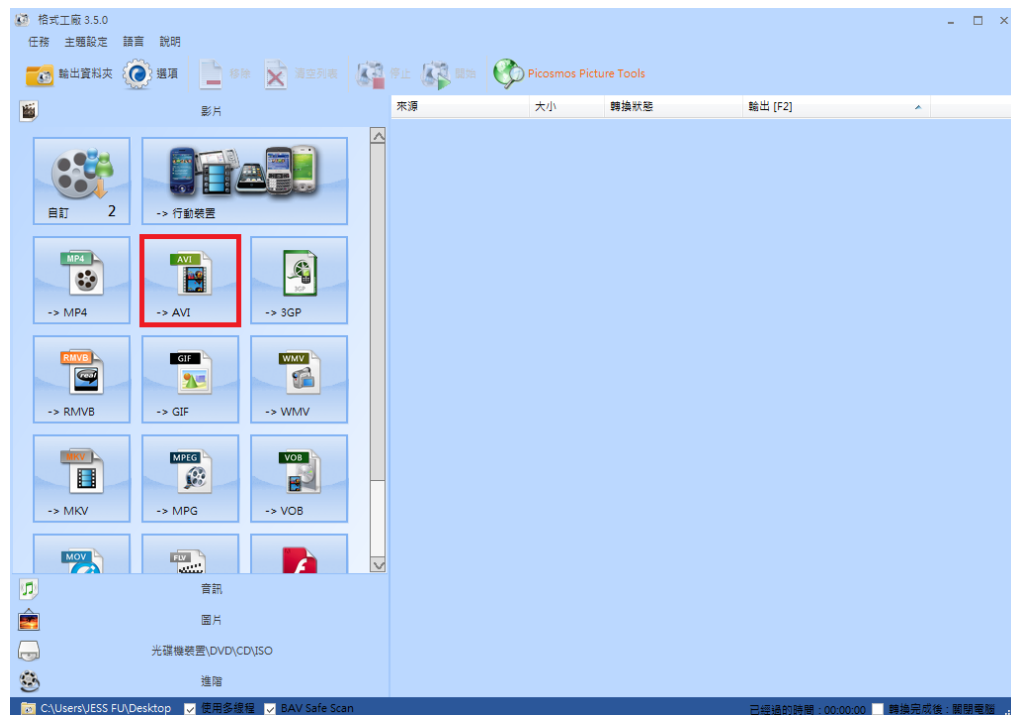 格式工廠 3.5.0
任務 主題設定 語言 說明
輸出資料夾 選項 移除 清空列表 停止 開始 Picosmos Picture Tools
影片
來源 大小 轉換狀態 輸出 [F2]
自訂 2 -> 行動裝置
MP4 AVI 3GP
-> MP4 -> AVI -> 3GP
RMVB GIF WMV
real
-> RMVB -> GIF -> WMV
MKV MPEG VOB
-> MKV -> MPG -> VOB
MOV FLV
音訊
圖片
光碟機裝置\DVD\CD\ISO
進階
C:\Users\JESS FU\Desktop 使用多線程 BAV Safe Scan 已經過的時間 : 00:00:00 轉換完成後 : 關閉電腦